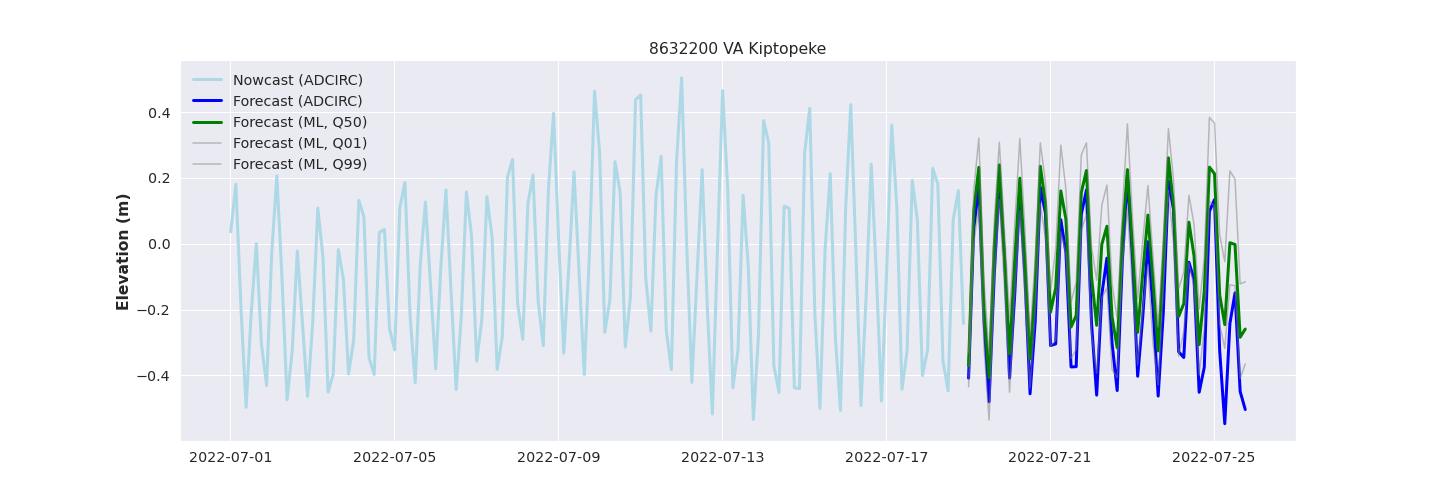 8632200 VA Kiptopeke
Nowcast (ADCIRC)
Forecast (ADCIRC)
Forecast (ML, Q50)
Forecast (ML, Q01)
Forecast (ML, Q99)
Elevation (m)
0.4
0.2
0.0
−0.2
−0.4
2022-07-01 2022-07-05 2022-07-09 2022-07-13 2022-07-17 2022-07-21 2022-07-25